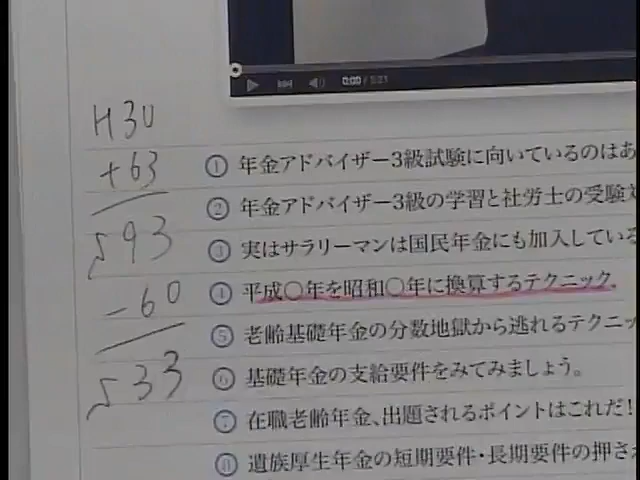 0:00 / 5:21
H30
+63
S93
-60
S33
① 年金アドバイザー3級試験に向いているのはあ
② 年金アドバイザー3級の学習と社労士の受験
③ 実はサラリーマンは国民年金にも加入している
④ 平成○年を昭和○年に換算するテクニック。
⑤ 老齢基礎年金の分数地獄から逃れるテクニッ
⑥ 基礎年金の支給要件をみてみましょう。
⑦ 在職老齢年金、出題されるポイントはこれだ!
⑧ 遺族厚生年金の短期要件・長期要件の押さ